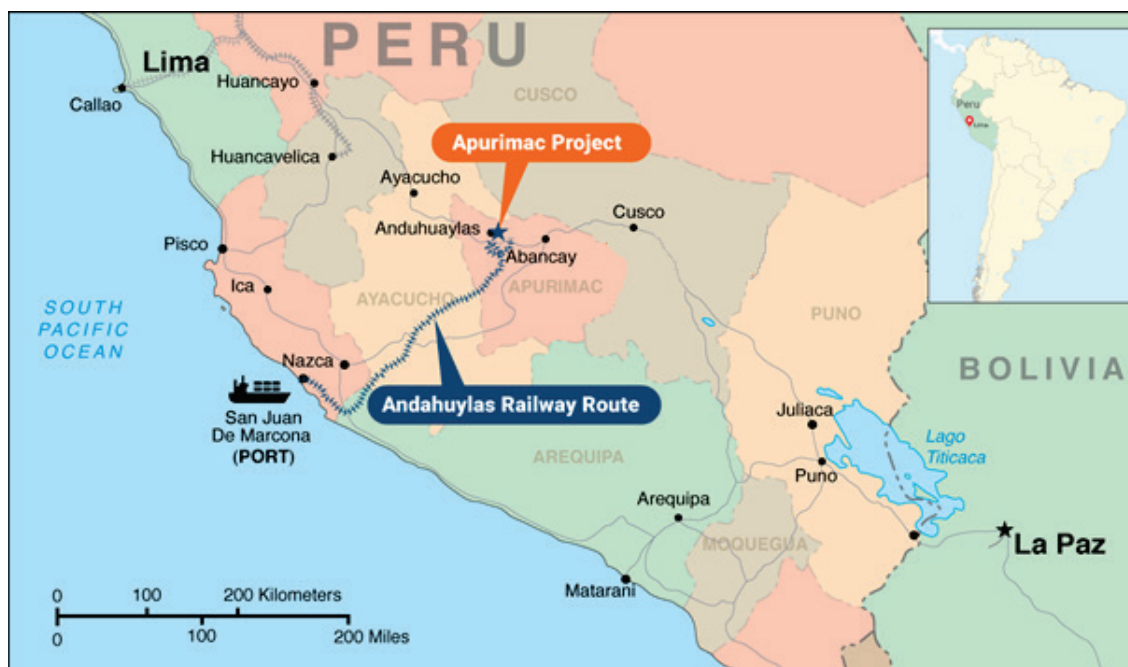 PERU
Lima
Huancayo
Callao
CUSCO
Peru
Lima
Apurimac Project
Huancavelica
Ayacucho
Cusco
Anduhuaylas
Pisco
Abancay
Ica
AYACUCHO
APURIMAC
PUNO
SOUTH
PACIFIC
OCEAN
Nazca
BOLIVIA
Andahuylas Railway Route
San Juan
De Marcona
(PORT)
Juliaca
Lago
Titicaca
AREQUIPA
Puno
Arequipa
MOQUEGUA
La Paz
Matarani
0 100 200 Kilometers
0 100 200 Miles